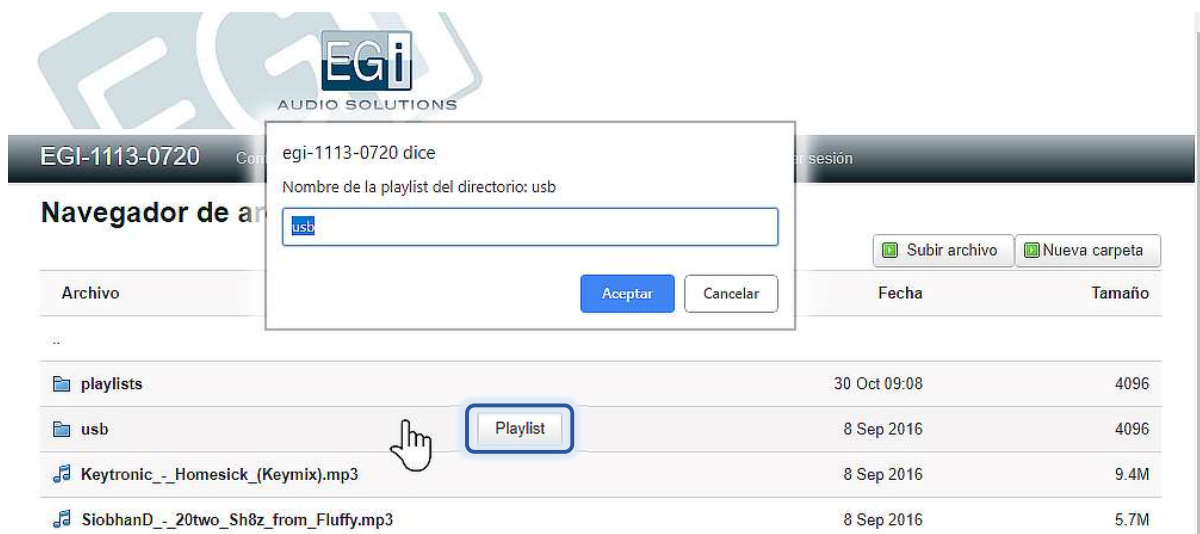 EGi
AUDIO SOLUTIONS
EGI-1113-0720
egi-1113-0720 dice
Nombre de la playlist del directorio: usb
usb
Aceptar Cancelar
sesión
Navegador de
Subir archivo Nueva carpeta
Archivo Fecha Tamaño
..
playlists 30 Oct 09:08 4096
usb Playlist 8 Sep 2016 4096
Keytronic_-_Homesick_(Keymix).mp3 8 Sep 2016 9.4M
SiobhanD_-_20two_Sh8z_from_Fluffy.mp3 8 Sep 2016 5.7M